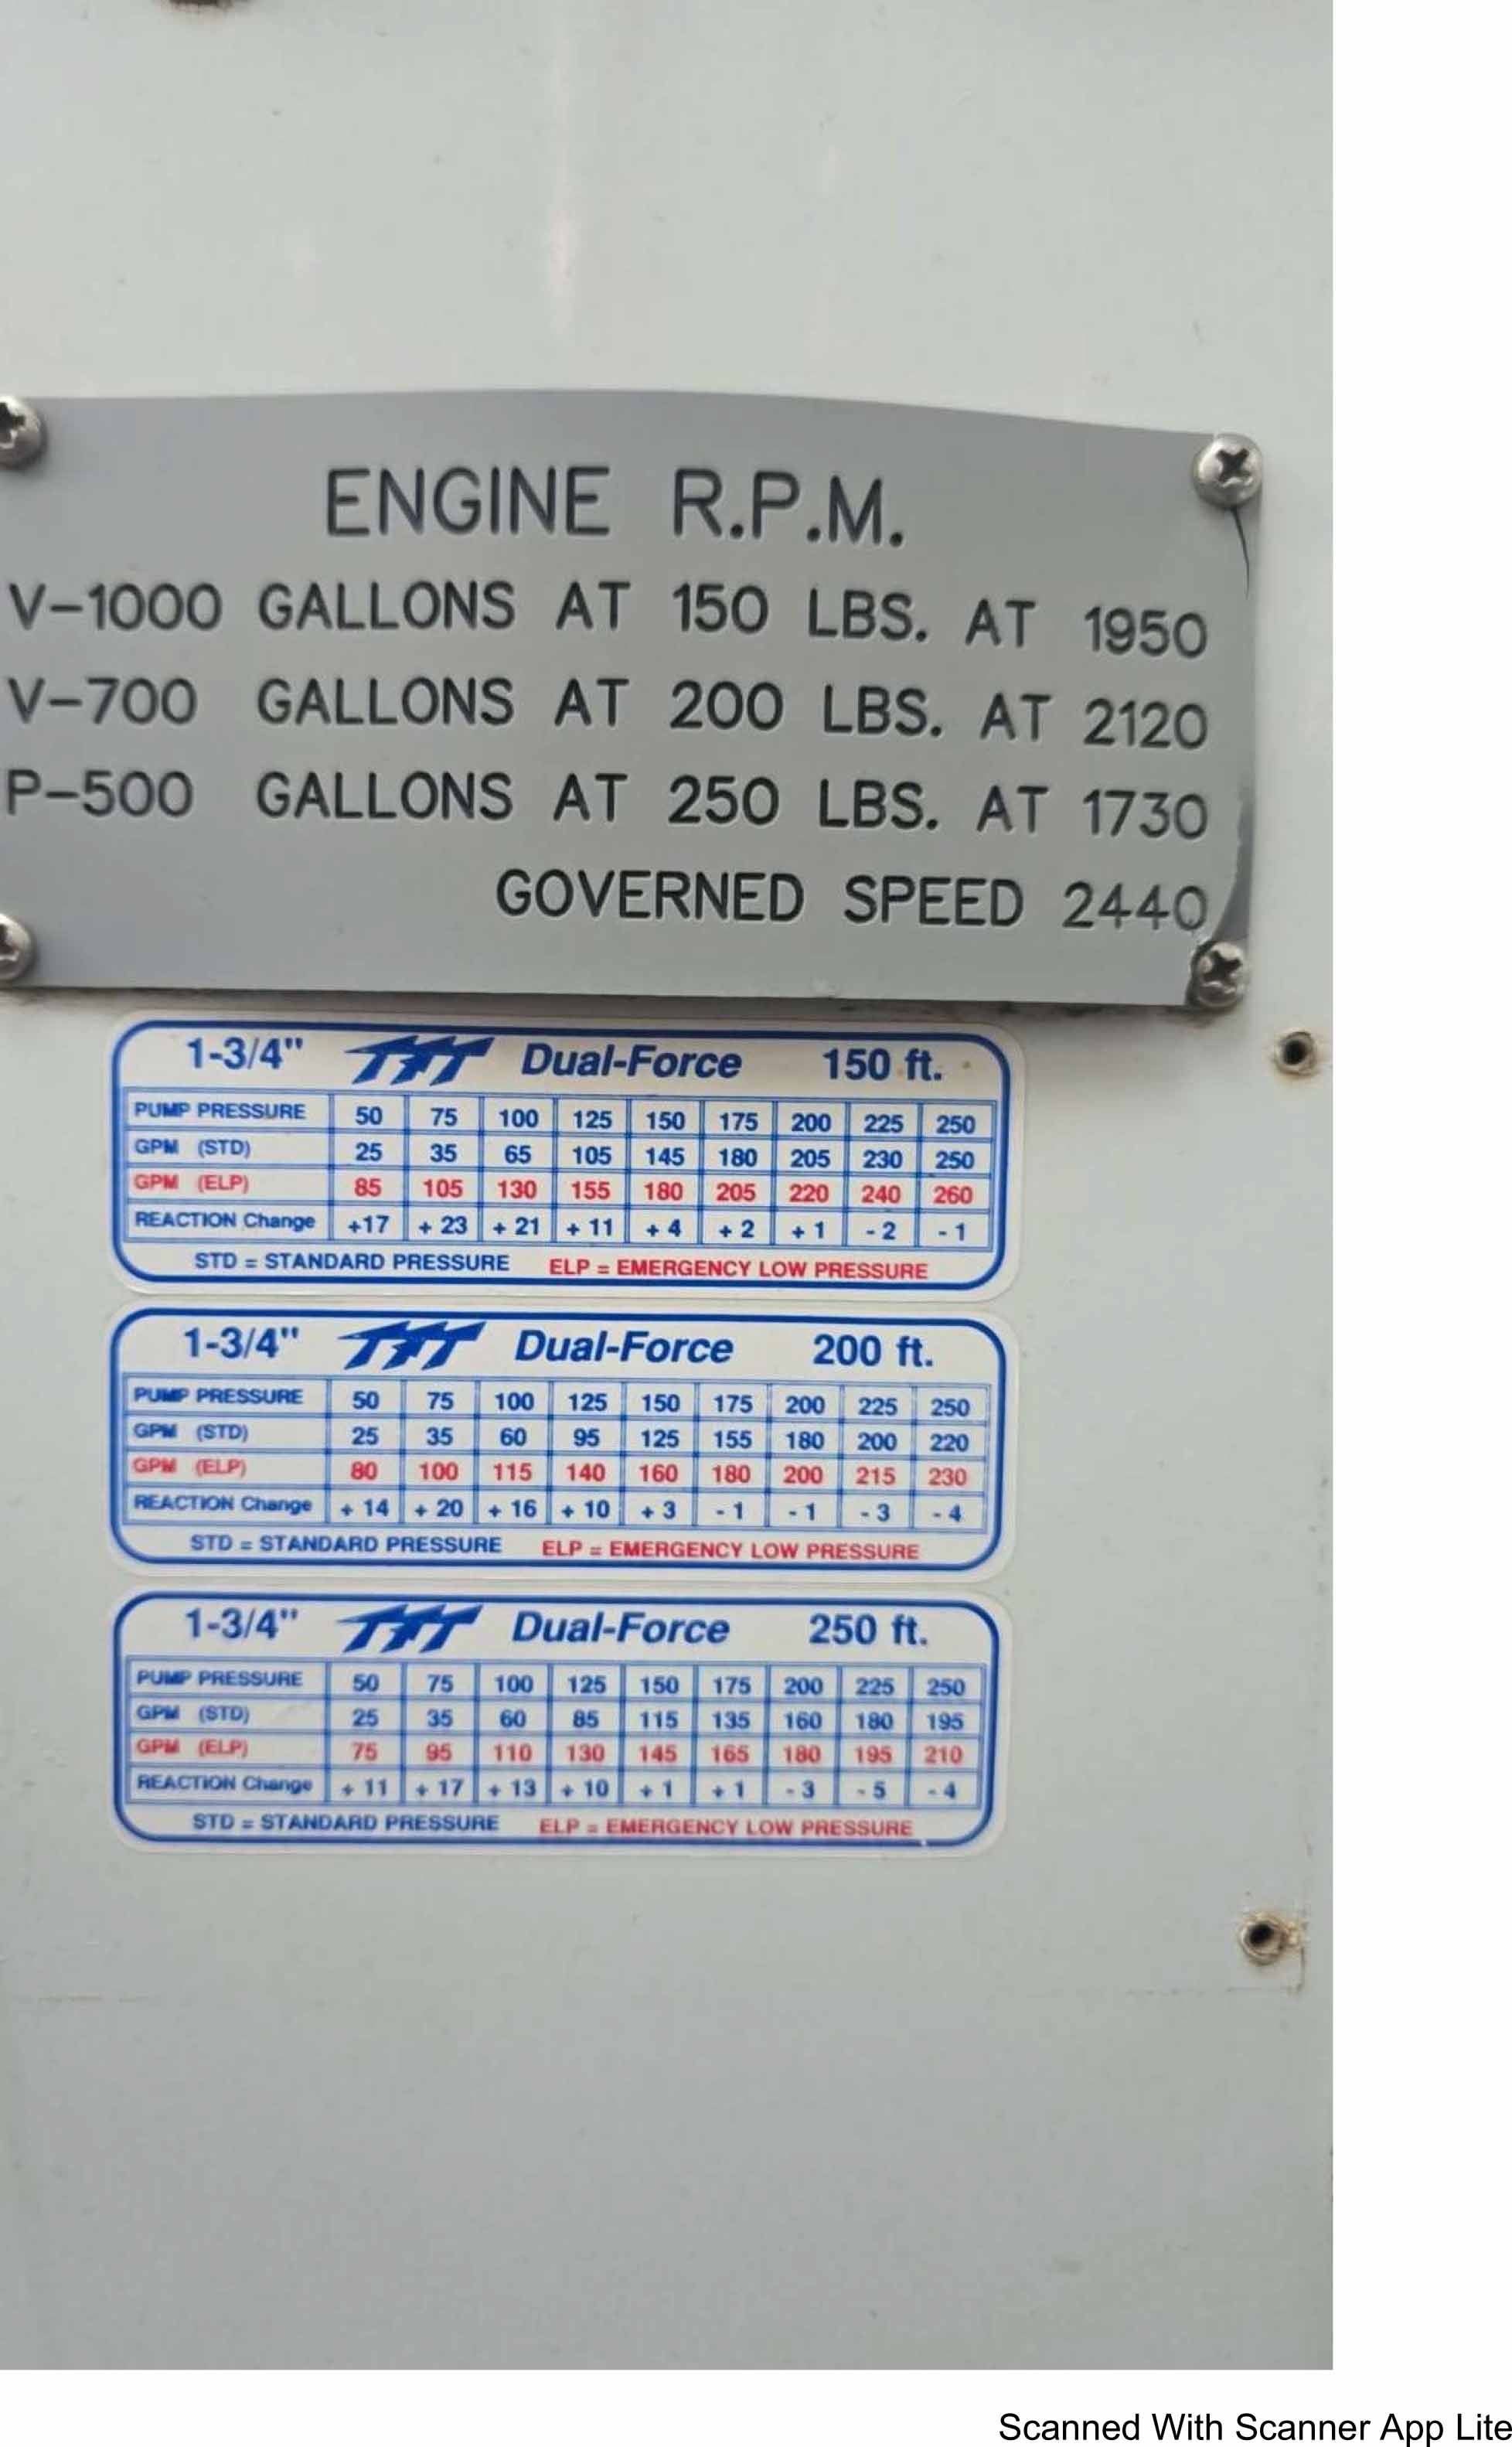 ENGINE R.P.M.
V-1000 GALLONS AT 150 LBS. AT 1950
V-700 GALLONS AT 200 LBS. AT 2120
P-500 GALLONS AT 250 LBS. AT 1730
GOVERNED SPEED 2440
1-3/4" TFT Dual-Force 150 ft.
PUMP PRESSURE 50 75 100 125 150 175 200 225 250
GPM (STD) 25 35 65 105 145 180 205 230 250
GPM (ELP) 85 105 130 155 180 205 220 240 260
REACTION Change +17 + 23 + 21 + 11 + 4 + 2 + 1 - 2 - 1
STD = STANDARD PRESSURE ELP = EMERGENCY LOW PRESSURE
1-3/4" TFT Dual-Force 200 ft.
PUMP PRESSURE 50 75 100 125 150 175 200 225 250
GPM (STD) 25 35 60 95 125 155 180 200 220
GPM (ELP) 80 100 115 140 160 180 200 215 230
REACTION Change + 14 + 20 + 16 + 10 + 3 - 1 - 1 - 3 - 4
STD = STANDARD PRESSURE ELP = EMERGENCY LOW PRESSURE
1-3/4" TFT Dual-Force 250 ft.
PUMP PRESSURE 50 75 100 125 150 175 200 225 250
GPM (STD) 25 35 60 85 115 135 160 180 195
GPM (ELP) 75 95 110 130 145 165 180 195 210
REACTION Change + 11 + 17 + 13 + 10 + 1 + 1 - 3 - 5 - 4
STD = STANDARD PRESSURE ELP = EMERGENCY LOW PRESSURE
Scanned With Scanner App Lite